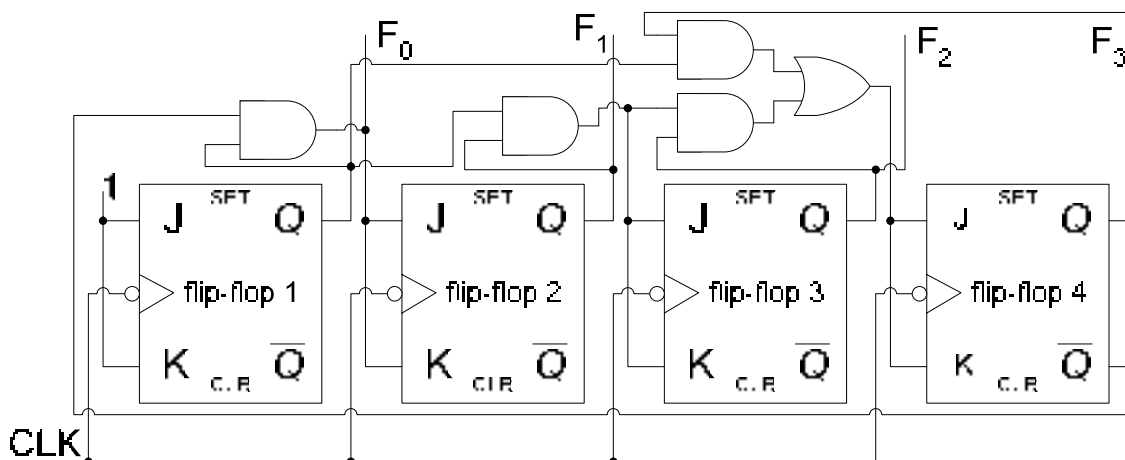 F0 F1 F2 F3
1
SET SET SET SET
J Q J Q J Q J Q
flip-flop 1 flip-flop 2 flip-flop 3 flip-flop 4
K Q K Q K Q K Q
CLR CLR CLR CLR
CLK